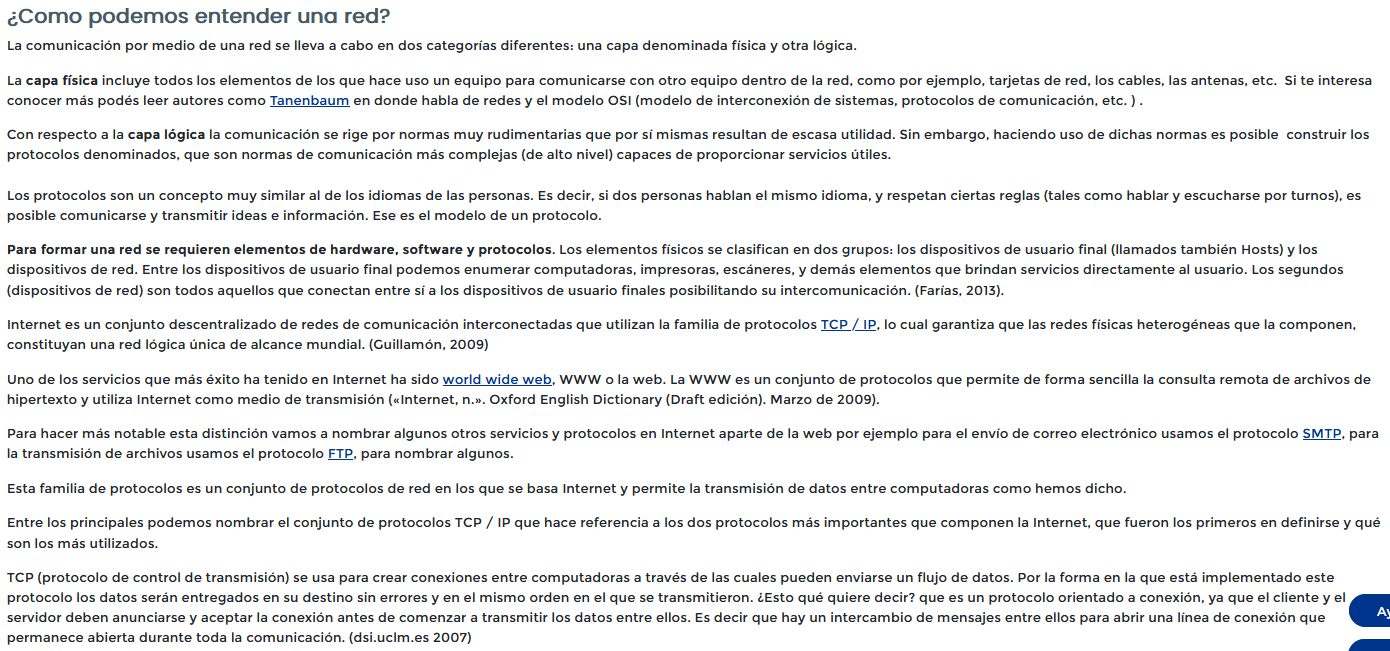 ¿Como podemos entender una red?
La comunicación por medio de una red se lleva a cabo en dos categorías diferentes: una capa denominada física y otra lógica.
La capa física incluye todos los elementos de los que hace uso un equipo para comunicarse con otro equipo dentro de la red, como por ejemplo, tarjetas de red, los cables, las antenas, etc.  Si te interesa
conocer más podés leer autores como Tanenbaum en donde habla de redes y el modelo OSI (modelo de interconexión de sistemas, protocolos de comunicación, etc. ) .
Con respecto a la capa lógica la comunicación se rige por normas muy rudimentarias que por sí mismas resultan de escasa utilidad. Sin embargo, haciendo uso de dichas normas es posible  construir los
protocolos denominados, que son normas de comunicación más complejas (de alto nivel) capaces de proporcionar servicios útiles.
Los protocolos son un concepto muy similar al de los idiomas de las personas. Es decir, si dos personas hablan el mismo idioma, y respetan ciertas reglas (tales como hablar y escucharse por turnos), es
posible comunicarse y transmitir ideas e información. Ese es el modelo de un protocolo.
Para formar una red se requieren elementos de hardware, software y protocolos. Los elementos físicos se clasifican en dos grupos: los dispositivos de usuario final (llamados también Hosts) y los
dispositivos de red. Entre los dispositivos de usuario final podemos enumerar computadoras, impresoras, escáneres, y demás elementos que brindan servicios directamente al usuario. Los segundos
(dispositivos de red) son todos aquellos que conectan entre sí a los dispositivos de usuario finales posibilitando su intercomunicación. (Farías, 2013).
Internet es un conjunto descentralizado de redes de comunicación interconectadas que utilizan la familia de protocolos TCP / IP, lo cual garantiza que las redes físicas heterogéneas que la componen,
constituyan una red lógica única de alcance mundial. (Guillamón, 2009)
Uno de los servicios que más éxito ha tenido en Internet ha sido world wide web, WWW o la web. La WWW es un conjunto de protocolos que permite de forma sencilla la consulta remota de archivos de
hipertexto y utiliza Internet como medio de transmisión («Internet, n.». Oxford English Dictionary (Draft edición). Marzo de 2009).
Para hacer más notable esta distinción vamos a nombrar algunos otros servicios y protocolos en Internet aparte de la web por ejemplo para el envío de correo electrónico usamos el protocolo SMTP, para
la transmisión de archivos usamos el protocolo FTP, para nombrar algunos.
Esta familia de protocolos es un conjunto de protocolos de red en los que se basa Internet y permite la transmisión de datos entre computadoras como hemos dicho.
Entre los principales podemos nombrar el conjunto de protocolos TCP / IP que hace referencia a los dos protocolos más importantes que componen la Internet, que fueron los primeros en definirse y qué
son los más utilizados.
TCP (protocolo de control de transmisión) se usa para crear conexiones entre computadoras a través de las cuales pueden enviarse un flujo de datos. Por la forma en la que está implementado este
protocolo los datos serán entregados en su destino sin errores y en el mismo orden en el que se transmitieron. ¿Esto qué quiere decir? que es un protocolo orientado a conexión, ya que el cliente y el
servidor deben anunciarse y aceptar la conexión antes de comenzar a transmitir los datos entre ellos. Es decir que hay un intercambio de mensajes entre ellos para abrir una línea de conexión que
permanece abierta durante toda la comunicación. (dsi.uclm.es 2007)